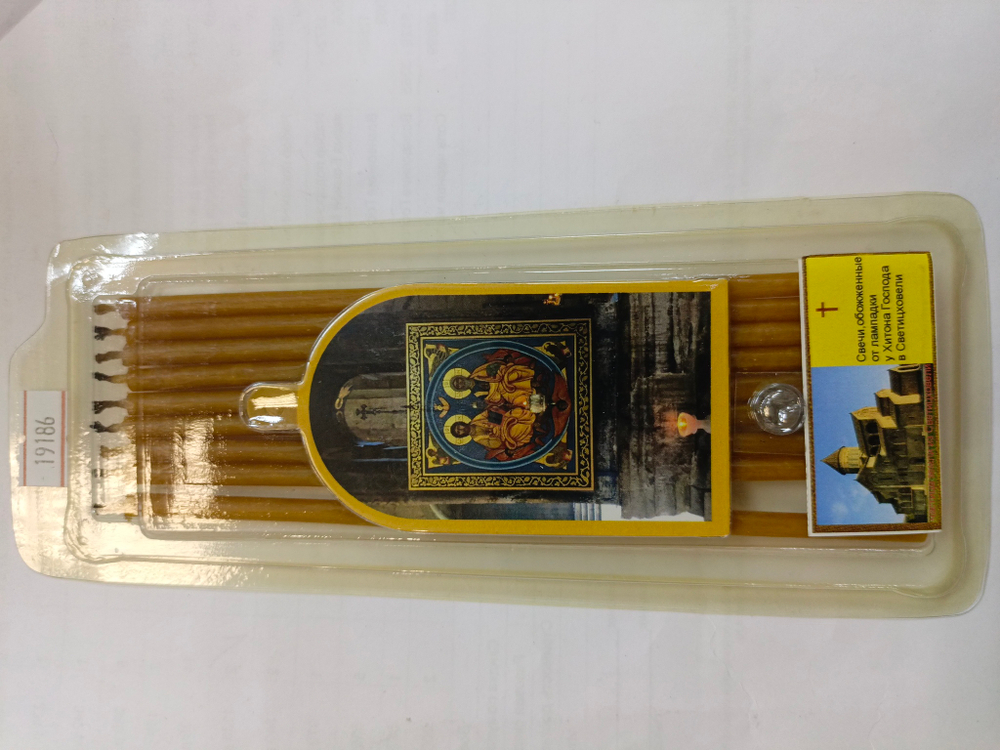 19186
Свечи, обожженные
от лампадки
у Хитона Господа
в Светицховели